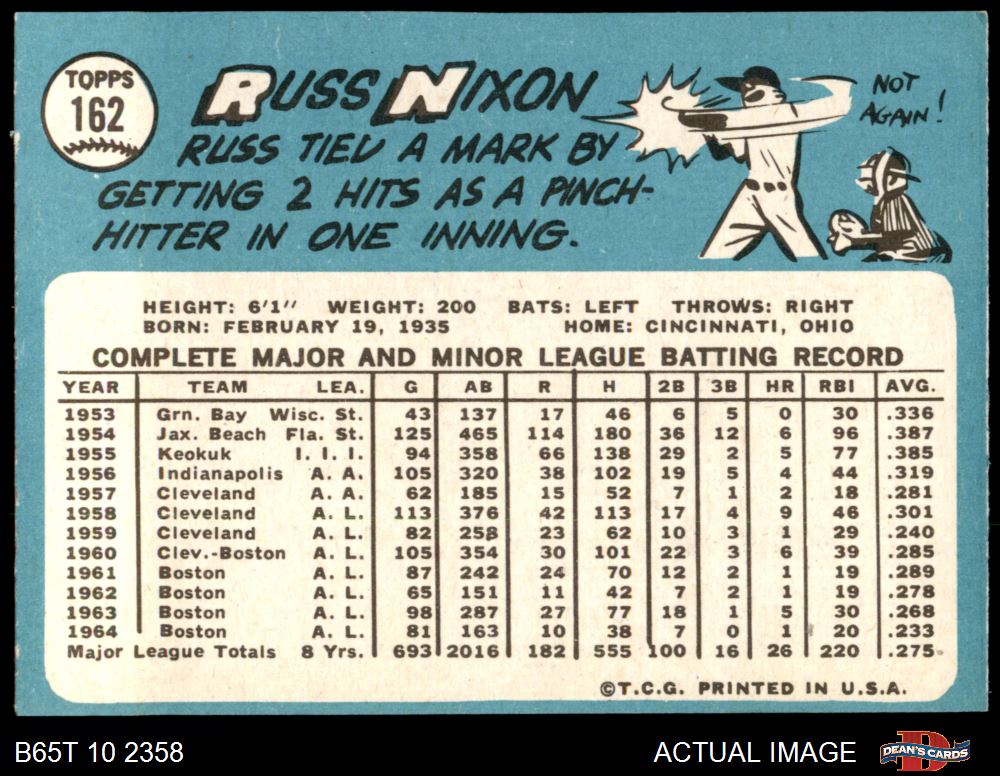 TOPPS
162
RUSS NIXON
RUSS TIED A MARK BY
GETTING 2 HITS AS A PINCH-
HITTER IN ONE INNING.
NOT
AGAIN!
HEIGHT: 6'1" WEIGHT: 200 BATS: LEFT THROWS: RIGHT
BORN: FEBRUARY 19, 1935 HOME: CINCINNATI, OHIO
COMPLETE MAJOR AND MINOR LEAGUE BATTING RECORD
YEAR TEAM LEA. G AB R H 2B 3B HR RBI AVG.
1953 Grn. Bay Wisc. St. 43 137 17 46 6 5 0 30 .336
1954 Jax. Beach Fla. St. 125 465 114 180 36 12 6 96 .387
1955 Keokuk I. I. I. 94 358 66 138 29 2 5 77 .385
1956 Indianapolis A. A. 105 320 38 102 19 5 4 44 .319
1957 Cleveland A. A. 62 185 15 52 7 1 2 18 .281
1958 Cleveland A. L. 113 376 42 113 17 4 9 46 .301
1959 Cleveland A. L. 82 258 23 62 10 3 1 29 .240
1960 Clev.-Boston A. L. 105 354 30 101 22 3 6 39 .285
1961 Boston A. L. 87 242 24 70 12 2 1 19 .289
1962 Boston A. L. 65 151 11 42 7 2 1 19 .278
1963 Boston A. L. 98 287 27 77 18 1 5 30 .268
1964 Boston A. L. 81 163 10 38 7 0 1 20 .233
Major League Totals 8 Yrs. 693 2016 182 555 100 16 26 220 .275
©T.C.G. PRINTED IN U.S.A.
B65T 10 2358 ACTUAL IMAGE DEAN'S CARDS